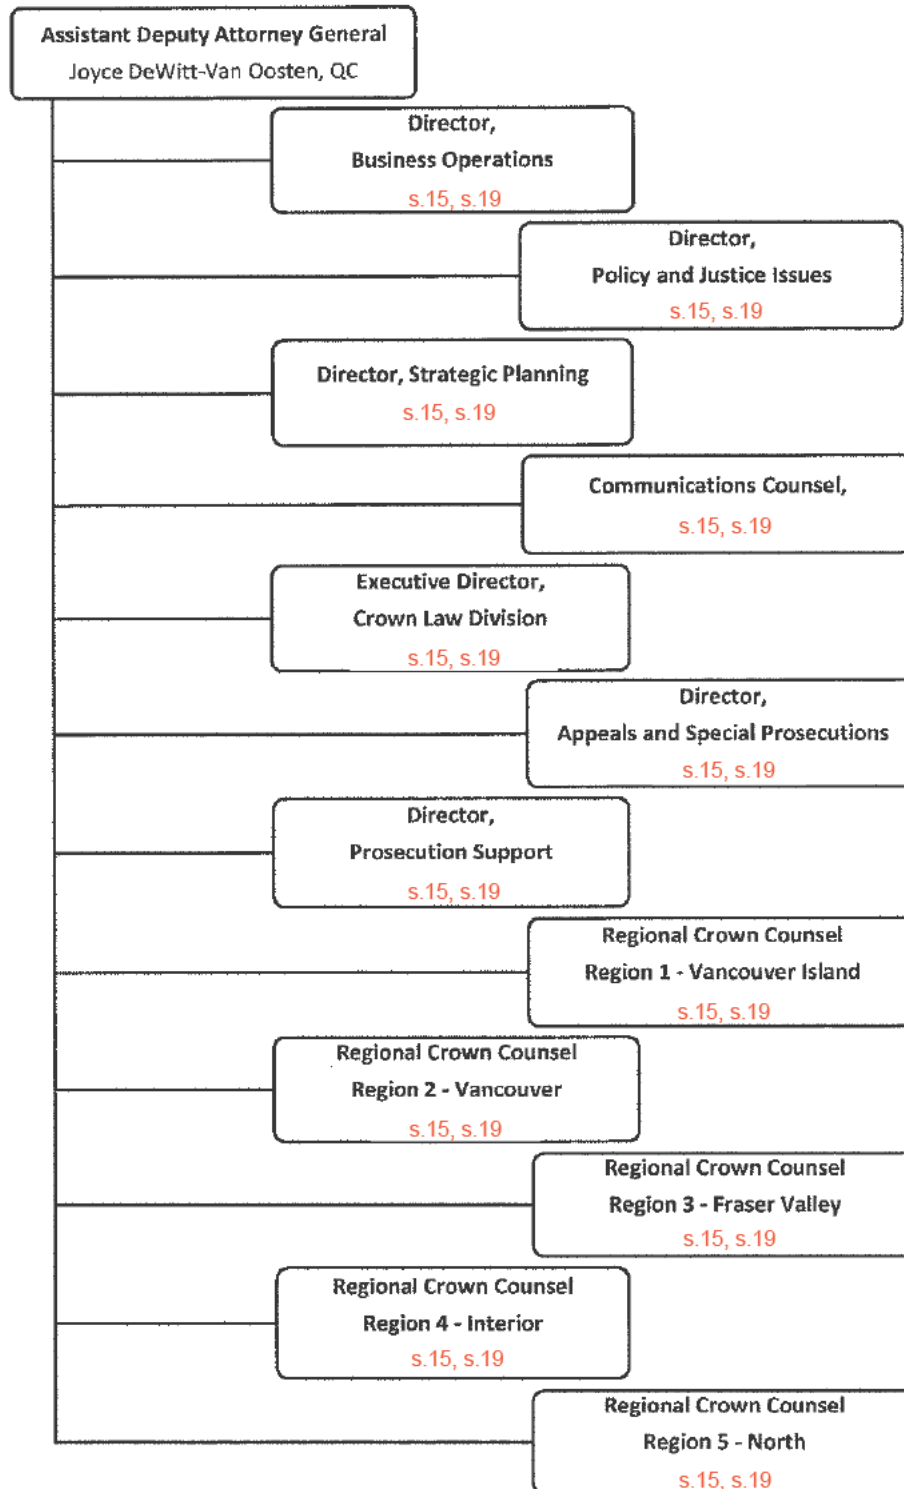 Assistant Deputy Attorney General
Joyce DeWitt-Van Oosten, QC
Director,
Business Operations
s.15, s.19
Director,
Policy and Justice Issues
s.15, s.19
Director, Strategic Planning
s.15, s.19
Communications Counsel,
s.15, s.19
Executive Director,
Crown Law Division
s.15, s.19
Director,
Appeals and Special Prosecutions
s.15, s.19
Director,
Prosecution Support
s.15, s.19
Regional Crown Counsel
Region 1 - Vancouver Island
s.15, s.19
Regional Crown Counsel
Region 2 - Vancouver
s.15, s.19
Regional Crown Counsel
Region 3 - Fraser Valley
s.15, s.19
Regional Crown Counsel
Region 4 - Interior
s.15, s.19
Regional Crown Counsel
Region 5 - North
s.15, s.19